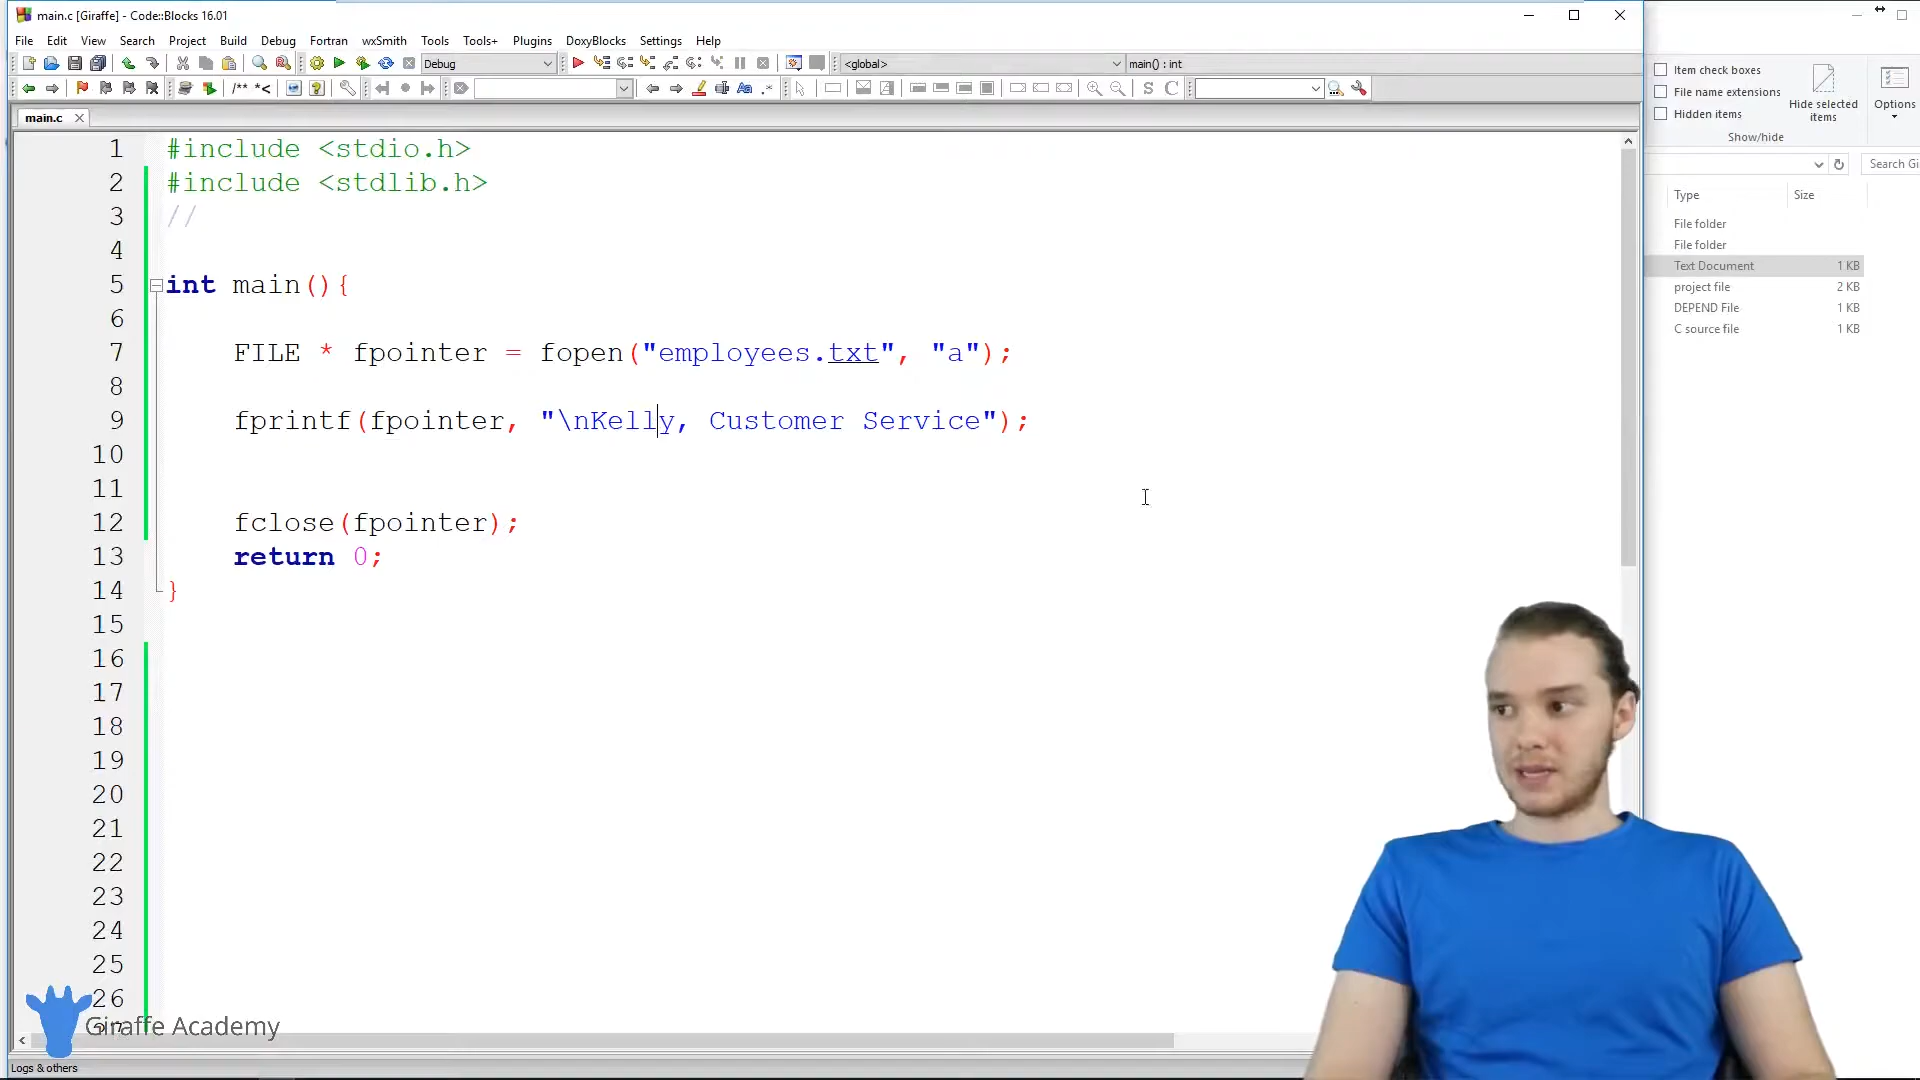 main.c [Giraffe] - Code::Blocks 16.01
File Edit View Search Project Build Debug Fortran wxSmith Tools Tools+ Plugins DoxyBlocks Settings Help
Debug <global> main() : int
/** *<
main.c
1 #include <stdio.h>
2 #include <stdlib.h>
3 //
4
5 int main(){
6
7 FILE * fpointer = fopen("employees.txt", "a");
8
9 fprintf(fpointer, "\nKelly, Customer Service");
10
11
12 fclose(fpointer);
13 return 0;
14 }
15
16
17
18
19
20
21
22
23
24
25
26
Giraffe Academy
Logs & others
Item check boxes
File name extensions
Hidden items
Hide selected
items
Options
Show/hide
Search Gi
Type Size
File folder
File folder
Text Document 1 KB
project file 2 KB
DEPEND File 1 KB
C source file 1 KB